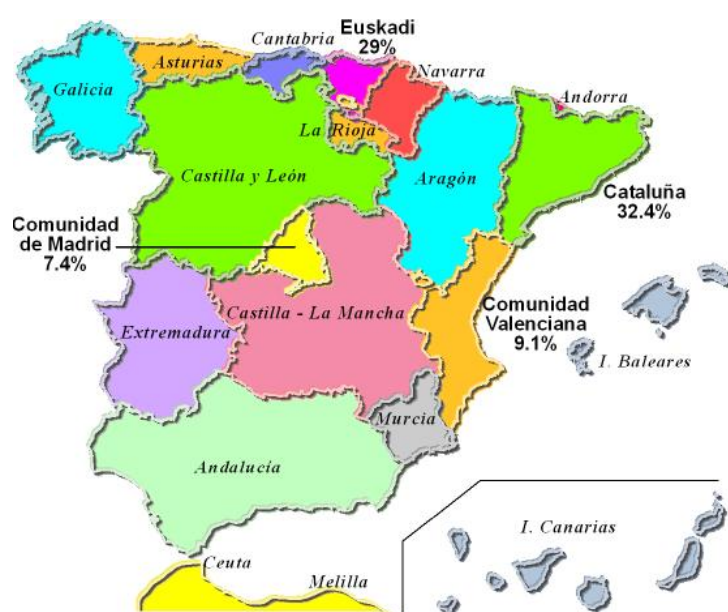 Euskadi
29%
Cantabria
Asturias
Navarra
Galicia
Andorra
La Rioja
Castilla y León
Aragón
Cataluña
32.4%
Comunidad
de Madrid
7.4%
Comunidad
Valenciana
9.1%
Extremadura
Castilla - La Mancha
I. Baleares
Murcia
Andalucía
I. Canarias
Ceuta
Melilla